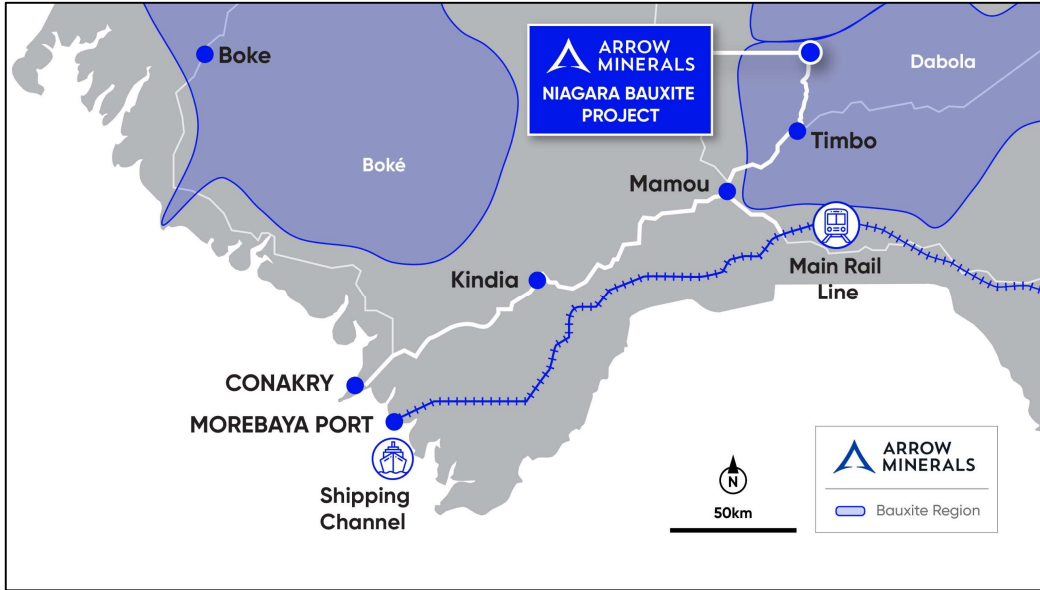 Boke
ARROW
MINERALS
NIAGARA BAUXITE
PROJECT
Dabola
Timbo
Boké
Mamou
Main Rail
Line
Kindia
CONAKRY
MOREBAYA PORT
Shipping
Channel
N
50km
ARROW
MINERALS
Bauxite Region